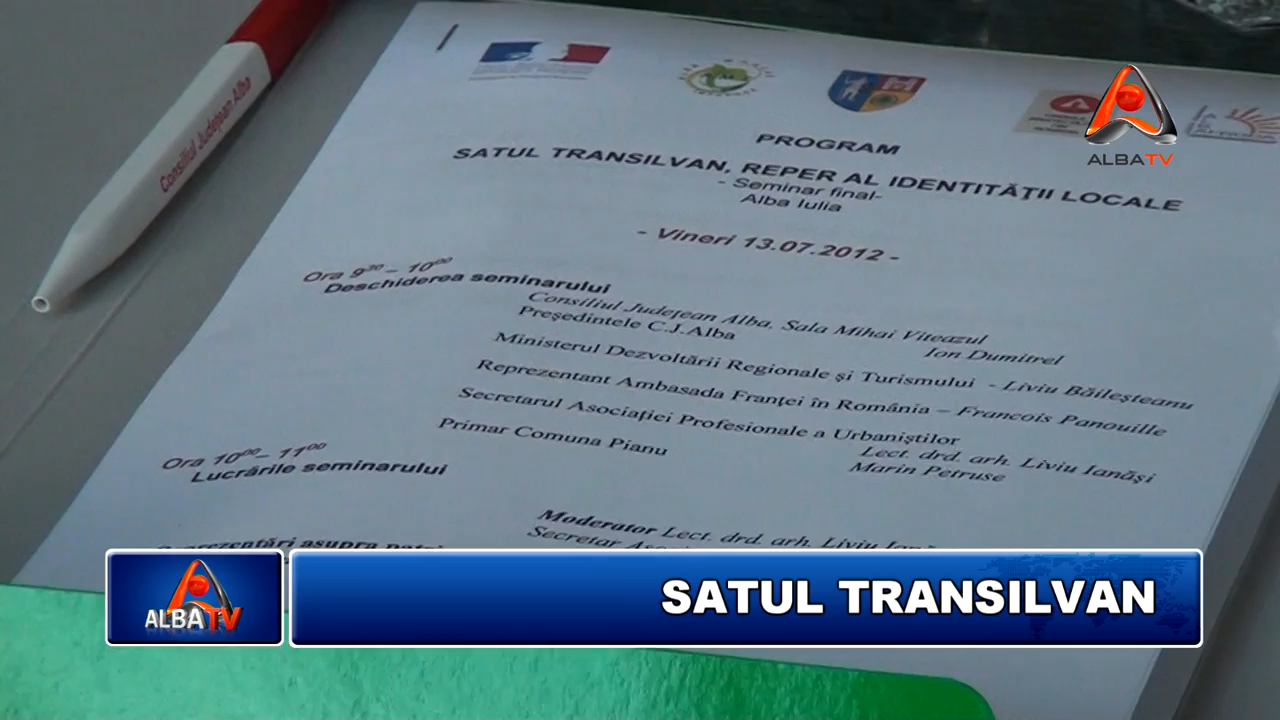 Consiliul Județean Alba
ALBA TV
PROGRAM
SATUL TRANSILVAN, REPER AL IDENTITĂŢII LOCALE
- Seminar final-
Alba Iulia
- Vineri 13.07.2012 -
Ora 9³⁰ – 10⁰⁰
Deschiderea seminarului
Consiliul Judeţean Alba, Sala Mihai Viteazul
Preşedintele C.J.Alba
Ion Dumitrel
Ministerul Dezvoltării Regionale şi Turismului - Liviu Băileşteanu
Reprezentant Ambasada Franţei în România – Francois Panouille
Secretarul Asociaţiei Profesionale a Urbaniştilor
Lect. drd. arh. Liviu Ianăşi
Primar Comuna Pianu
Marin Petruse
Ora 10⁰⁰– 11⁰⁰
Lucrările seminarului
Moderator Lect. drd. arh. Liviu
Secretar
asupra
ALBA TV
SATUL TRANSILVAN